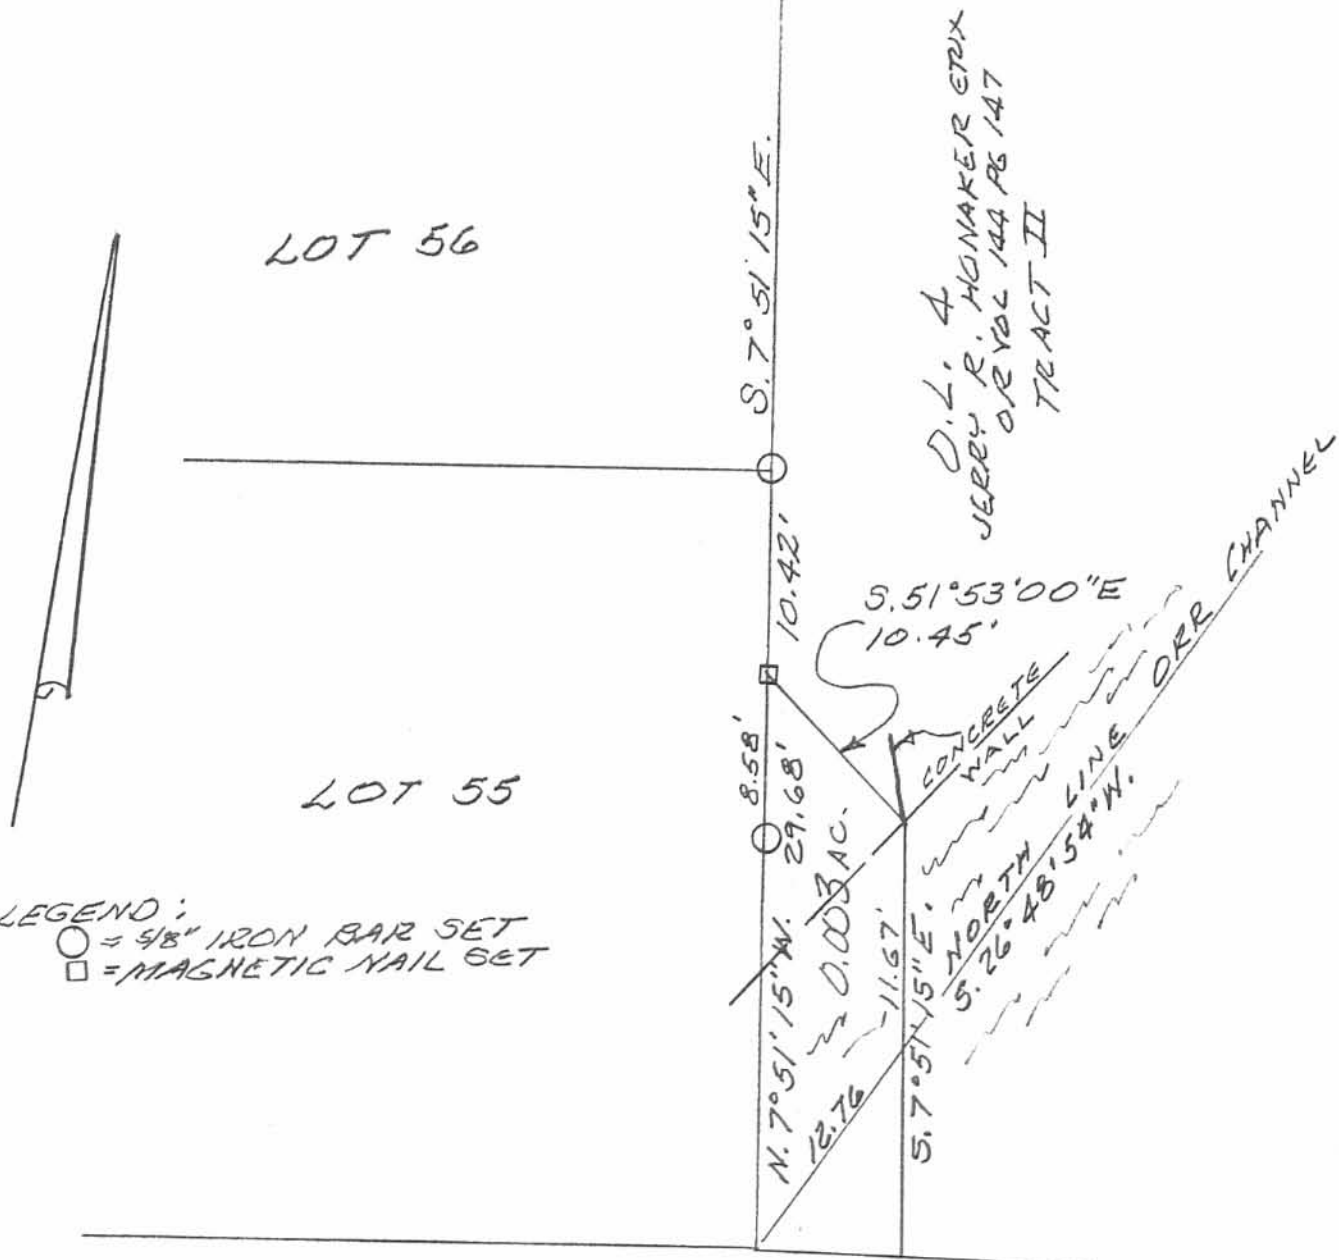 LOT 56
S. 7° 51' 15" E.
O.L. 4
JERRY R. HONAKER ETUX
OR VOL 144 PG 147
TRACT II
10.42'
S. 51° 53' 00" E
10.45'
CONCRETE
WALL
NORTH LINE ORR CHANNEL
S. 26° 48' 54" W.
LOT 55
8.58'
29.68'
0.003 AC.
N. 7° 51' 15" W.
11.67'
S. 7° 51' 15" E.
12.76
LEGEND:
○ = 5/8" IRON BAR SET
□ = MAGNETIC NAIL SET